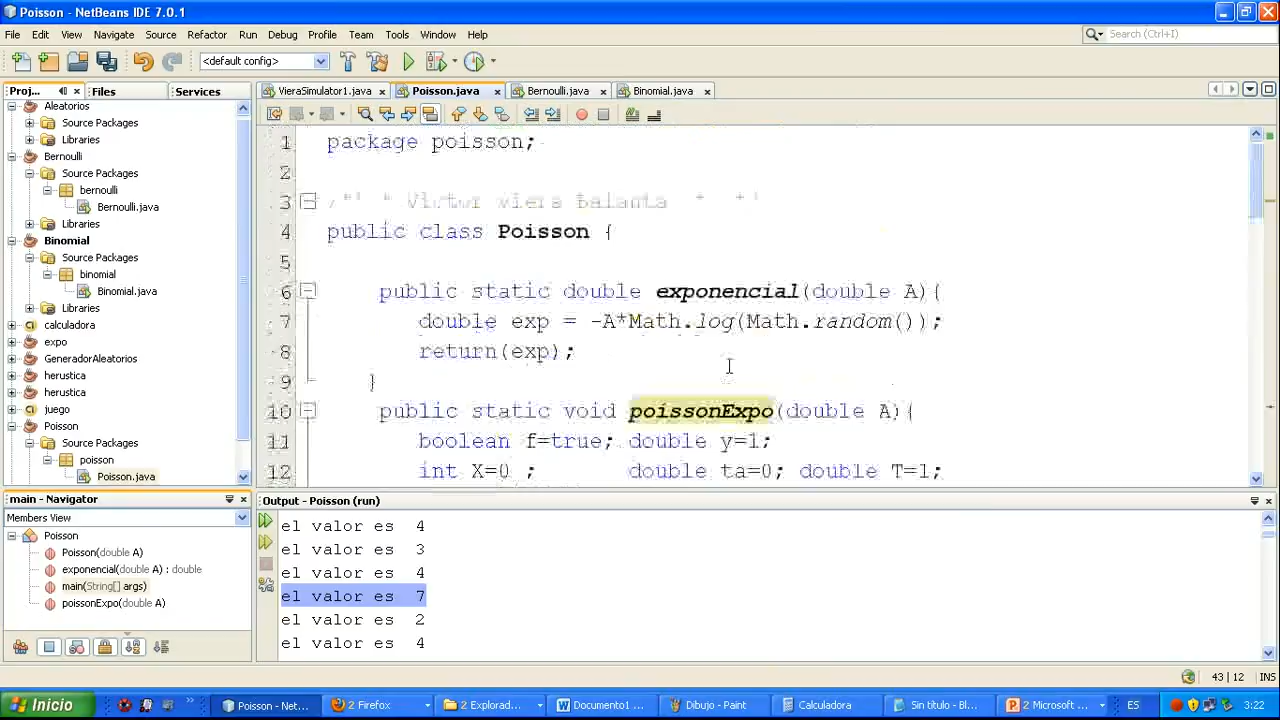 Poisson - NetBeans IDE 7.0.1
File Edit View Navigate Source Refactor Run Debug Profile Team Tools Window Help
Search (Ctrl+I)
<default config>
Proj... Files Services
VieraSimulator1.java Poisson.java Bernoulli.java Binomial.java
Aleatorios
Source Packages
Libraries
Bernoulli
Source Packages
bernoulli
Bernoulli.java
Libraries
Binomial
Source Packages
binomial
Binomial.java
Libraries
calculadora
expo
GeneradorAleatorios
herustica
herustica
juego
Poisson
Source Packages
poisson
Poisson.java
1 package poisson;
2
3 /** * Victor viera balanta * */
4 public class Poisson {
5
6 public static double exponencial(double A){
7 double exp = -A*Math.log(Math.random());
8 return(exp);
9 }
10 public static void poissonExpo(double A){
11 boolean f=true; double y=1;
12 int X=0 ; double ta=0; double T=1;
main - Navigator
Members View
Poisson
Poisson(double A)
exponencial(double A) : double
main(String[] args)
poissonExpo(double A)
Output - Poisson (run)
el valor es 4
el valor es 3
el valor es 4
el valor es 7
el valor es 2
el valor es 4
43 | 12 INS
Inicio
Poisson - Net...
2 Firefox
2 Explorad...
Documento1 ...
Dibujo - Paint
Calculadora
Sin título - Bl...
2 Microsoft ...
ES
3:22